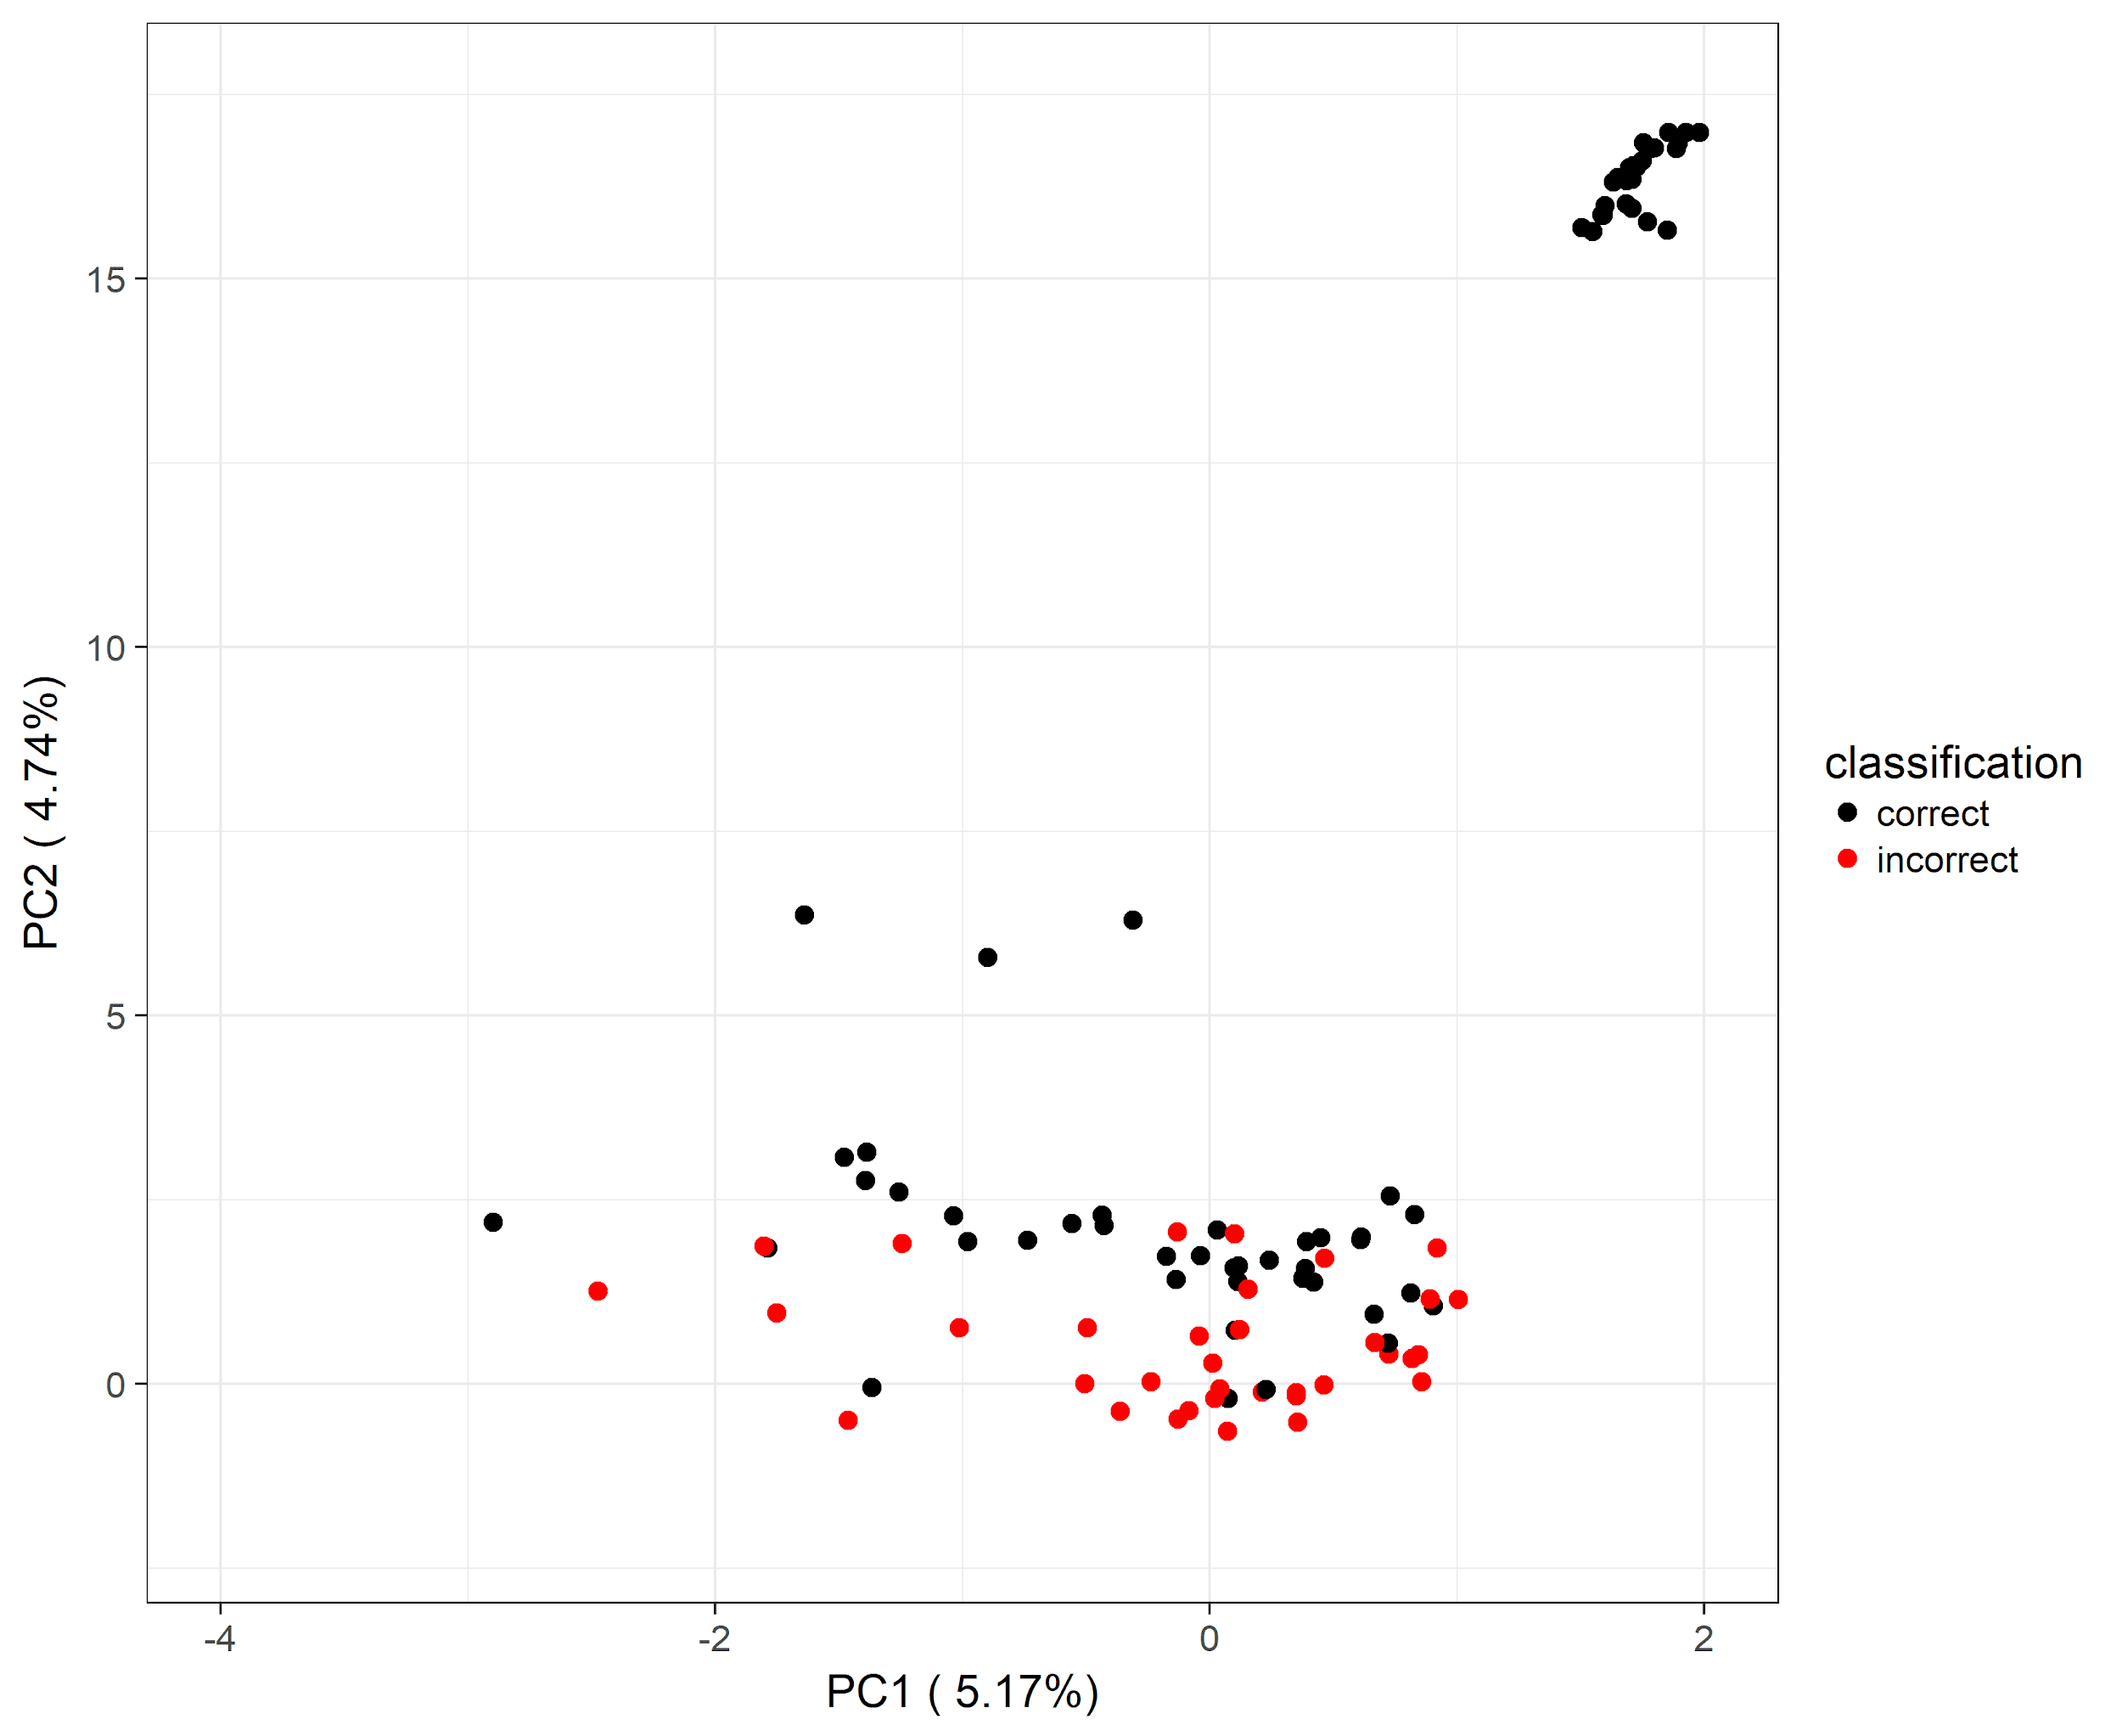 15
10
5
0
-4
-2
0
2
PC1 ( 5.17%)
PC2 ( 4.74%)
classification
correct
incorrect